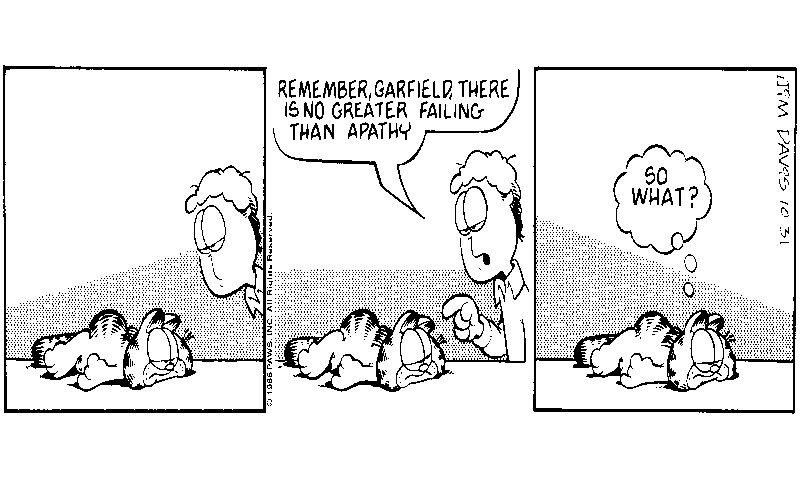 © 1986 PAWS, INC. All Rights Reserved.
REMEMBER, GARFIELD, THERE
IS NO GREATER FAILING
THAN APATHY
SO
WHAT?
JIM DAVIS 10·31